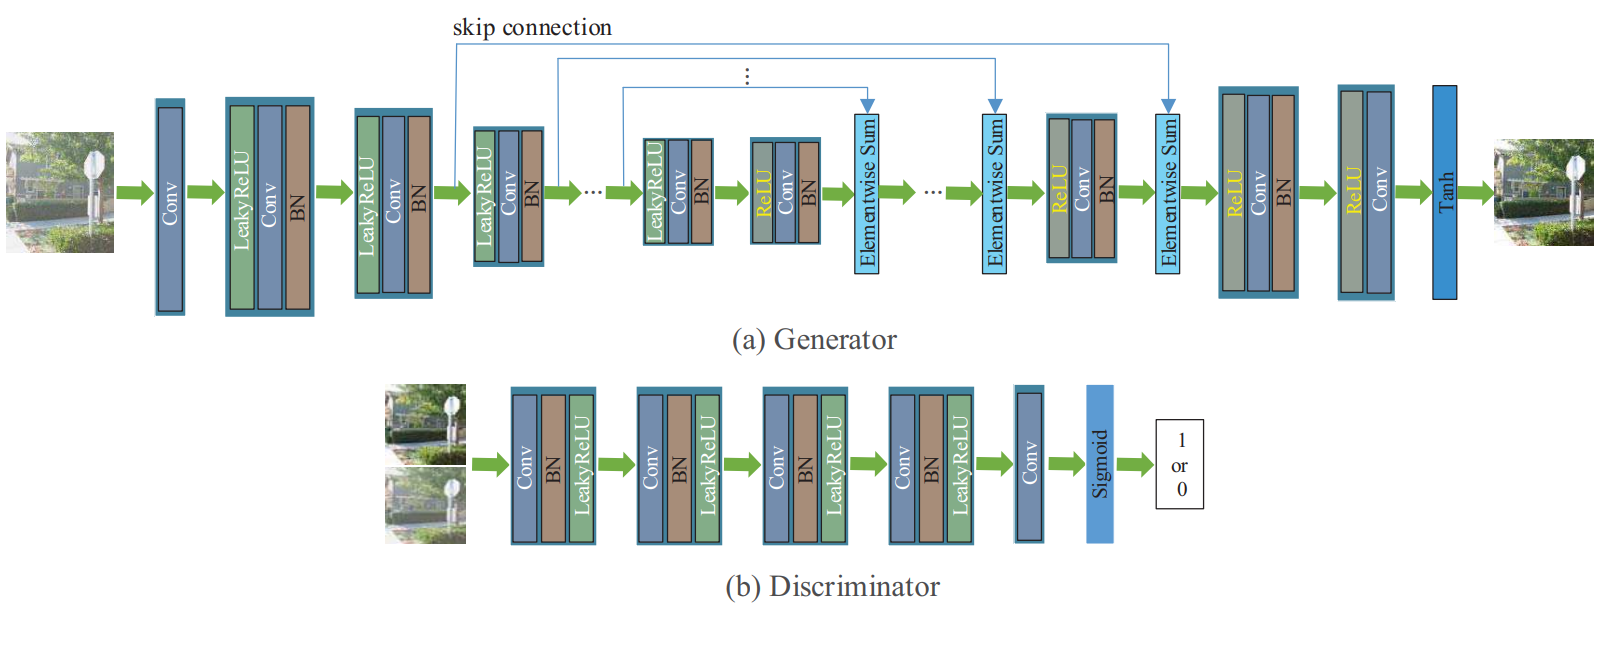 skip connection
⋮
Conv
LeakyReLU
Conv
BN
LeakyReLU
Conv
BN
LeakyReLU
Conv
BN
...
LeakyReLU
Conv
BN
ReLU
Conv
BN
Elementwise Sum
...
Elementwise Sum
ReLU
Conv
BN
Elementwise Sum
ReLU
Conv
BN
ReLU
Conv
Tanh
(a) Generator
Conv
BN
LeakyReLU
Conv
BN
LeakyReLU
Conv
BN
LeakyReLU
Conv
BN
LeakyReLU
Conv
Sigmoid
1
or
0
(b) Discriminator